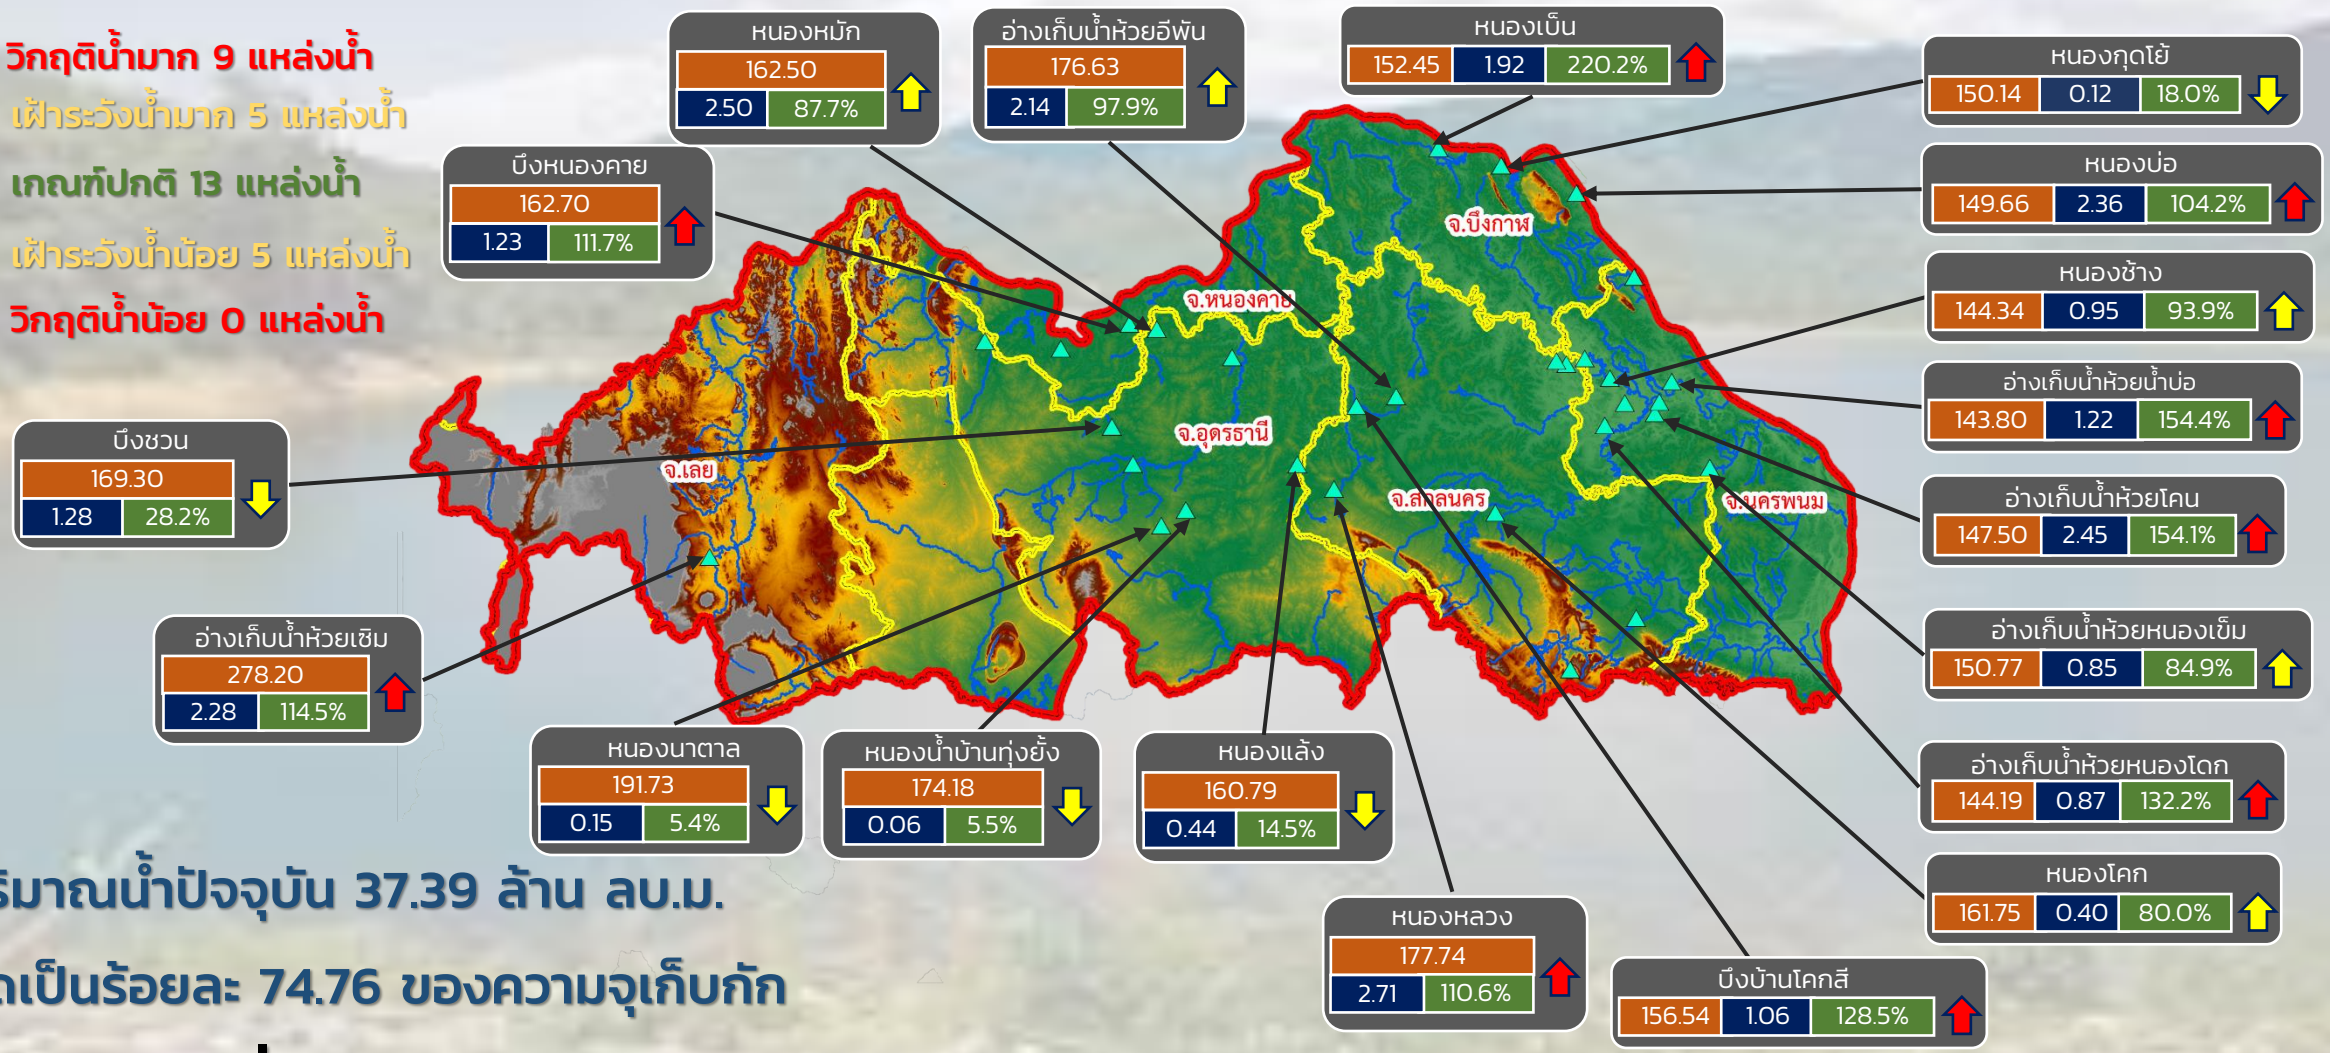 วิกฤติน้ำมาก 9 แหล่งน้ำ
เฝ้าระวังน้ำมาก 5 แหล่งน้ำ
เกณฑ์ปกติ 13 แหล่งน้ำ
เฝ้าระวังน้ำน้อย 5 แหล่งน้ำ
วิกฤติน้ำน้อย 0 แหล่งน้ำ
หนองหมัก
162.50
2.50 87.7%
อ่างเก็บน้ำห้วยอีพัน
176.63
2.14 97.9%
หนองเบ็น
152.45 1.92 220.2%
หนองกุดโย้
150.14 0.12 18.0%
บึงหนองคาย
162.70
1.23 111.7%
หนองบ่อ
149.66 2.36 104.2%
หนองช้าง
144.34 0.95 93.9%
อ่างเก็บน้ำห้วยน้ำบ่อ
143.80 1.22 154.4%
อ่างเก็บน้ำห้วยโคน
147.50 2.45 154.1%
อ่างเก็บน้ำห้วยหนองเข็ม
150.77 0.85 84.9%
อ่างเก็บน้ำห้วยหนองโดก
144.19 0.87 132.2%
หนองโคก
161.75 0.40 80.0%
จ.บึงกาฬ
จ.หนองคาย
จ.อุดรธานี
จ.เลย
จ.สกลนคร
จ.นครพนม
บึงชวน
169.30
1.28 28.2%
อ่างเก็บน้ำห้วยเซิม
278.20
2.28 114.5%
หนองนาตาล
191.73
0.15 5.4%
หนองน้ำบ้านทุ่งยั้ง
174.18
0.06 5.5%
หนองแล้ง
160.79
0.44 14.5%
หนองหลวง
177.74
2.71 110.6%
บึงบ้านโคกสี
156.54 1.06 128.5%
ริมาณน้ำปัจจุบัน 37.39 ล้าน ลบ.ม.
ดเป็นร้อยละ 74.76 ของความจุเก็บกัก